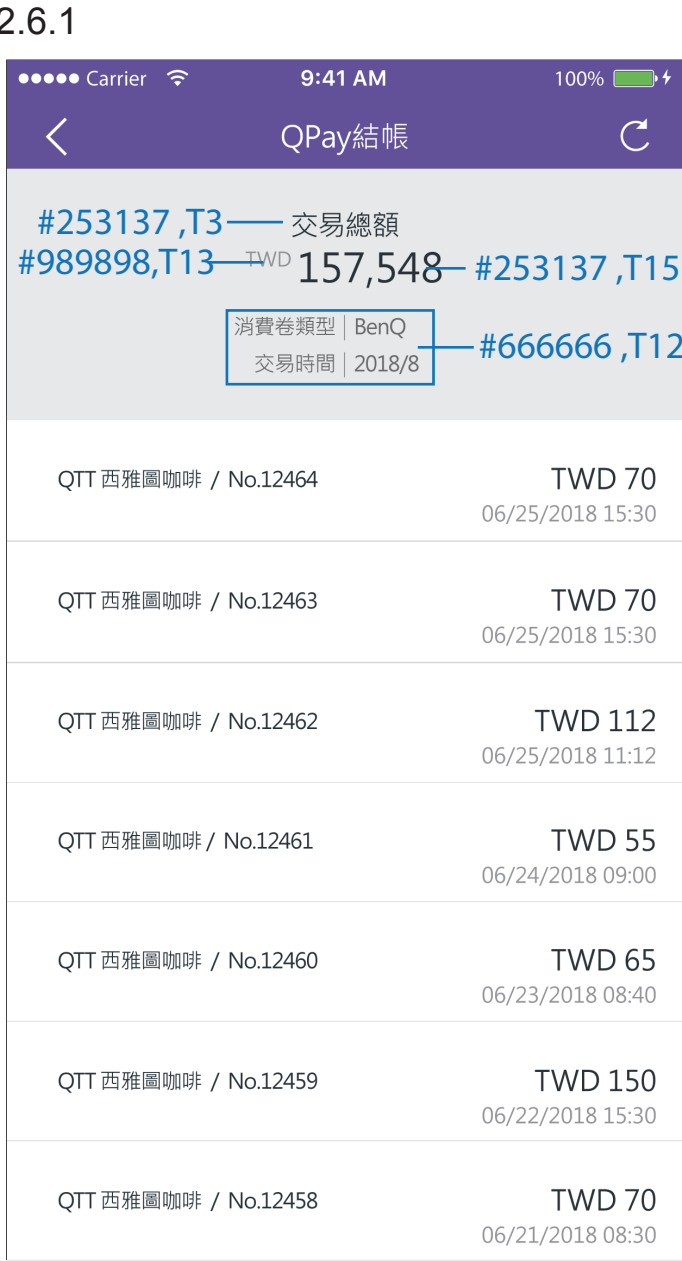 2.6.1
Carrier 9:41 AM 100%
QPay結帳
#253137 ,T3 交易總額
#989898,T13 TWD 157,548 #253137 ,T15
消費卷類型 BenQ
#666666 ,T12
交易時間 2018/8
QTT 西雅圖咖啡 / No.12464 TWD 70
06/25/2018 15:30
QTT 西雅圖咖啡 / No.12463 TWD 70
06/25/2018 15:30
QTT 西雅圖咖啡 / No.12462 TWD 112
06/25/2018 11:12
QTT 西雅圖咖啡 / No.12461 TWD 55
06/24/2018 09:00
QTT 西雅圖咖啡 / No.12460 TWD 65
06/23/2018 08:40
QTT 西雅圖咖啡 / No.12459 TWD 150
06/22/2018 15:30
QTT 西雅圖咖啡 / No.12458 TWD 70
06/21/2018 08:30